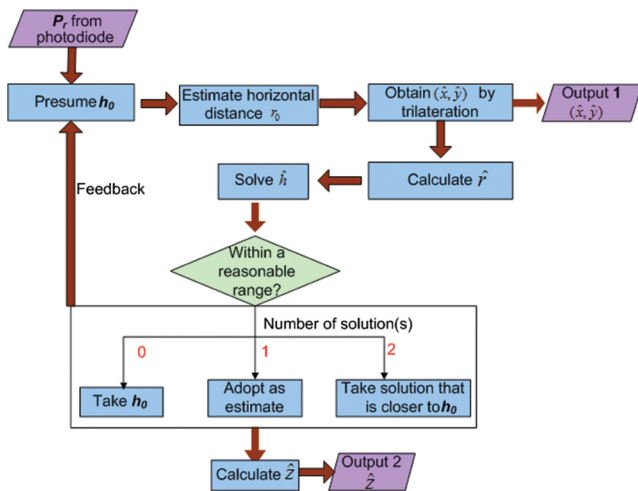 P_r from
photodiode
Presume h_0
Estimate horizontal
distance r_0
Obtain (x̂, ŷ) by
trilateration
Output 1
(x̂, ŷ)
Calculate r̂
Solve ĥ
Feedback
Within a
reasonable
range?
Number of solution(s)
0
1
2
Take h_0
Adopt as
estimate
Take solution that
is closer to h_0
Calculate ẑ
Output 2
ẑ